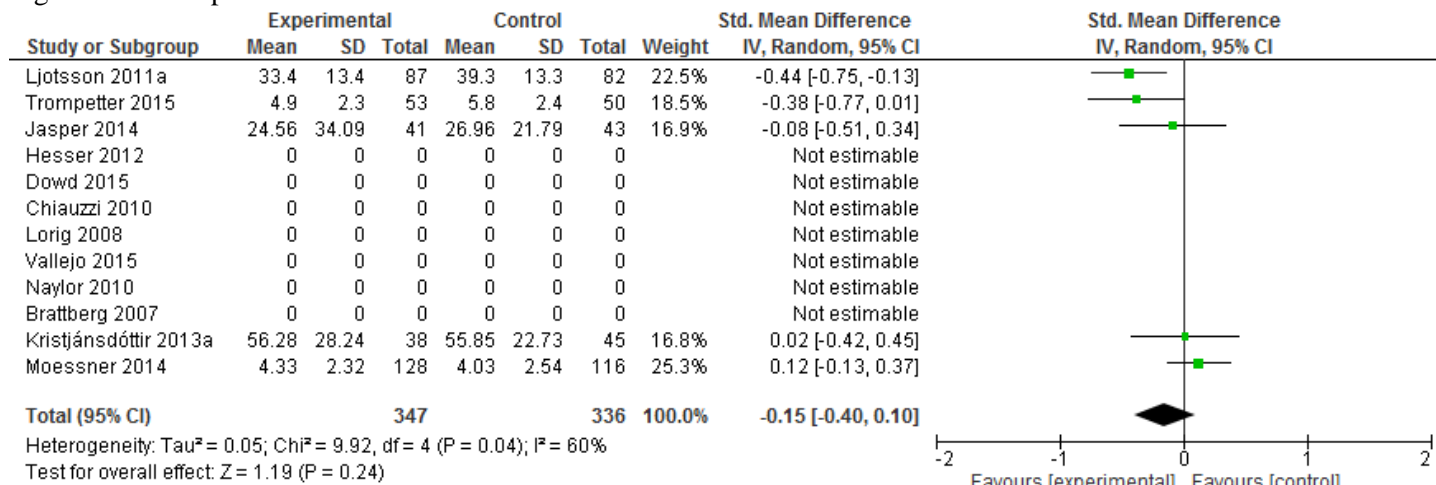 Experimental Control Std. Mean Difference Std. Mean Difference
Study or Subgroup Mean SD Total Mean SD Total Weight IV, Random, 95% CI IV, Random, 95% CI
Ljotsson 2011a 33.4 13.4 87 39.3 13.3 82 22.5% -0.44 [-0.75, -0.13]
Trompetter 2015 4.9 2.3 53 5.8 2.4 50 18.5% -0.38 [-0.77, 0.01]
Jasper 2014 24.56 34.09 41 26.96 21.79 43 16.9% -0.08 [-0.51, 0.34]
Hesser 2012 0 0 0 0 0 0 Not estimable
Dowd 2015 0 0 0 0 0 0 Not estimable
Chiauzzi 2010 0 0 0 0 0 0 Not estimable
Lorig 2008 0 0 0 0 0 0 Not estimable
Vallejo 2015 0 0 0 0 0 0 Not estimable
Naylor 2010 0 0 0 0 0 0 Not estimable
Brattberg 2007 0 0 0 0 0 0 Not estimable
Kristjánsdóttir 2013a 56.28 28.24 38 55.85 22.73 45 16.8% 0.02 [-0.42, 0.45]
Moessner 2014 4.33 2.32 128 4.03 2.54 116 25.3% 0.12 [-0.13, 0.37]
Total (95% CI) 347 336 100.0% -0.15 [-0.40, 0.10]
Heterogeneity: Tau² = 0.05; Chi² = 9.92, df = 4 (P = 0.04); I² = 60%
Test for overall effect: Z = 1.19 (P = 0.24)
-2 -1 0 1 2
Favours [experimental] Favours [control]